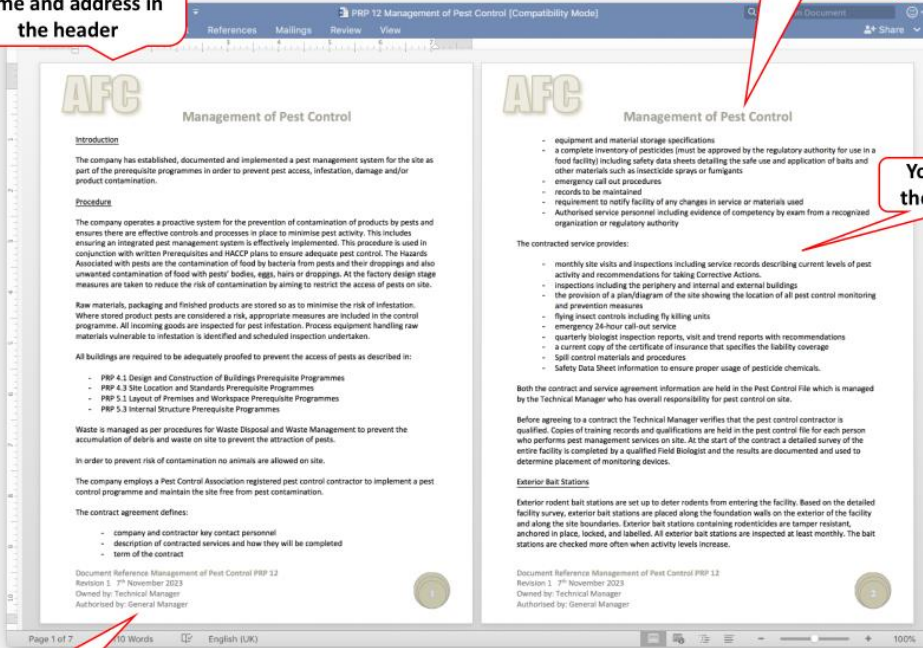 me and address in
the header
PRP 12 Management of Pest Control [Compatibility Mode]
Document
References Mailings Review View
Share
AFC
Management of Pest Control
Introduction
The company has established, documented and implemented a pest management system for the site as
part of the prerequisite programmes in order to prevent pest access, infestation, damage and/or
product contamination.
Procedure
The company operates a proactive system for the prevention of contamination of products by pests and
ensures there are effective controls and processes in place to minimise pest activity. This includes
ensuring an integrated pest management system is effectively implemented. This procedure is used in
conjunction with written Prerequisites and HACCP plans to ensure adequate pest control. The Hazards
Associated with pests are the contamination of food by bacteria from pests and their droppings and also
unwanted contamination of food with pests' bodies, eggs, hairs or droppings. At the factory design stage
measures are taken to reduce the risk of contamination by aiming to restrict the access of pests on site.
Raw materials, packaging and finished products are stored so as to minimise the risk of infestation.
Where stored product pests are considered a risk, appropriate measures are included in the control
programme. All incoming goods are inspected for pest infestation. Process equipment handling raw
materials vulnerable to infestation is identified and scheduled inspection undertaken.
All buildings are required to be adequately proofed to prevent the access of pests as described in:
- PRP 4.1 Design and Construction of Buildings Prerequisite Programmes
- PRP 4.3 Site Location and Standards Prerequisite Programmes
- PRP 5.1 Layout of Premises and Workspace Prerequisite Programmes
- PRP 5.3 Internal Structure Prerequisite Programmes
Waste is managed as per procedures for Waste Disposal and Waste Management to prevent the
accumulation of debris and waste on site to prevent the attraction of pests.
In order to prevent risk of contamination no animals are allowed on site.
The company employs a Pest Control Association registered pest control contractor to implement a pest
control programme and maintain the site free from pest contamination.
The contract agreement defines:
- company and contractor key contact personnel
- description of contracted services and how they will be completed
- term of the contract
Document Reference Management of Pest Control PRP 12
Revision 1 7th November 2023
Owned by: Technical Manager
Authorised by: General Manager
1
AFC
Management of Pest Control
- equipment and material storage specifications
- a complete inventory of pesticides (must be approved by the regulatory authority for use in a
food facility) including safety data sheets detailing the safe use and application of baits and
other materials such as insecticide sprays or fumigants
- emergency call out procedures
- records to be maintained
- requirement to notify facility of any changes in service or materials used
- Authorised service personnel including evidence of competency by exam from a recognized
organization or regulatory authority
Yo
the
The contracted service provides:
- monthly site visits and inspections including service records describing current levels of pest
activity and recommendations for taking Corrective Actions.
- inspections including the periphery and internal and external buildings
- the provision of a plan/diagram of the site showing the location of all pest control monitoring
and prevention measures
- flying insect controls including fly killing units
- emergency 24-hour call-out service
- quarterly biologist inspection reports, visit and trend reports with recommendations
- a current copy of the certificate of insurance that specifies the liability coverage
- Spill control materials and procedures
- Safety Data Sheet information to ensure proper usage of pesticide chemicals.
Both the contract and service agreement information are held in the Pest Control File which is managed
by the Technical Manager who has overall responsibility for pest control on site.
Before agreeing to a contract the Technical Manager verifies that the pest control contractor is
qualified. Copies of training records and qualifications are held in the pest control file for each person
who performs pest management services on site. At the start of the contract a detailed survey of the
entire facility is completed by a qualified Field Biologist and the results are documented and used to
determine placement of monitoring devices.
Exterior Bait Stations
Exterior rodent bait stations are set up to deter rodents from entering the facility. Based on the detailed
facility survey, exterior bait stations are placed along the foundation walls on the exterior of the facility
and along the site boundaries. Exterior bait stations containing rodenticides are tamper resistant,
anchored in place, locked, and labelled. All exterior bait stations are inspected at least monthly. The bait
stations are checked more often when activity levels increase.
Document Reference Management of Pest Control PRP 12
Revision 1 7th November 2023
Owned by: Technical Manager
Authorised by: General Manager
2
Page 1 of 7 10 Words English (UK) 100%